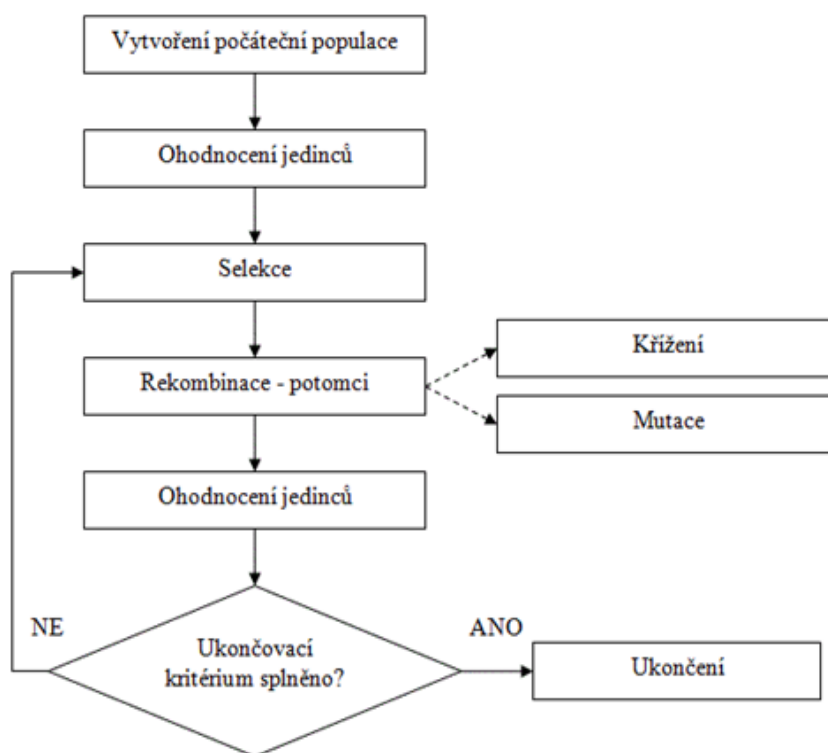 Vytvoření počáteční populace
Ohodnocení jedinců
Selekce
Rekombinace - potomci
Křížení
Mutace
Ohodnocení jedinců
NE
Ukončovací
kritérium splněno?
ANO
Ukončení